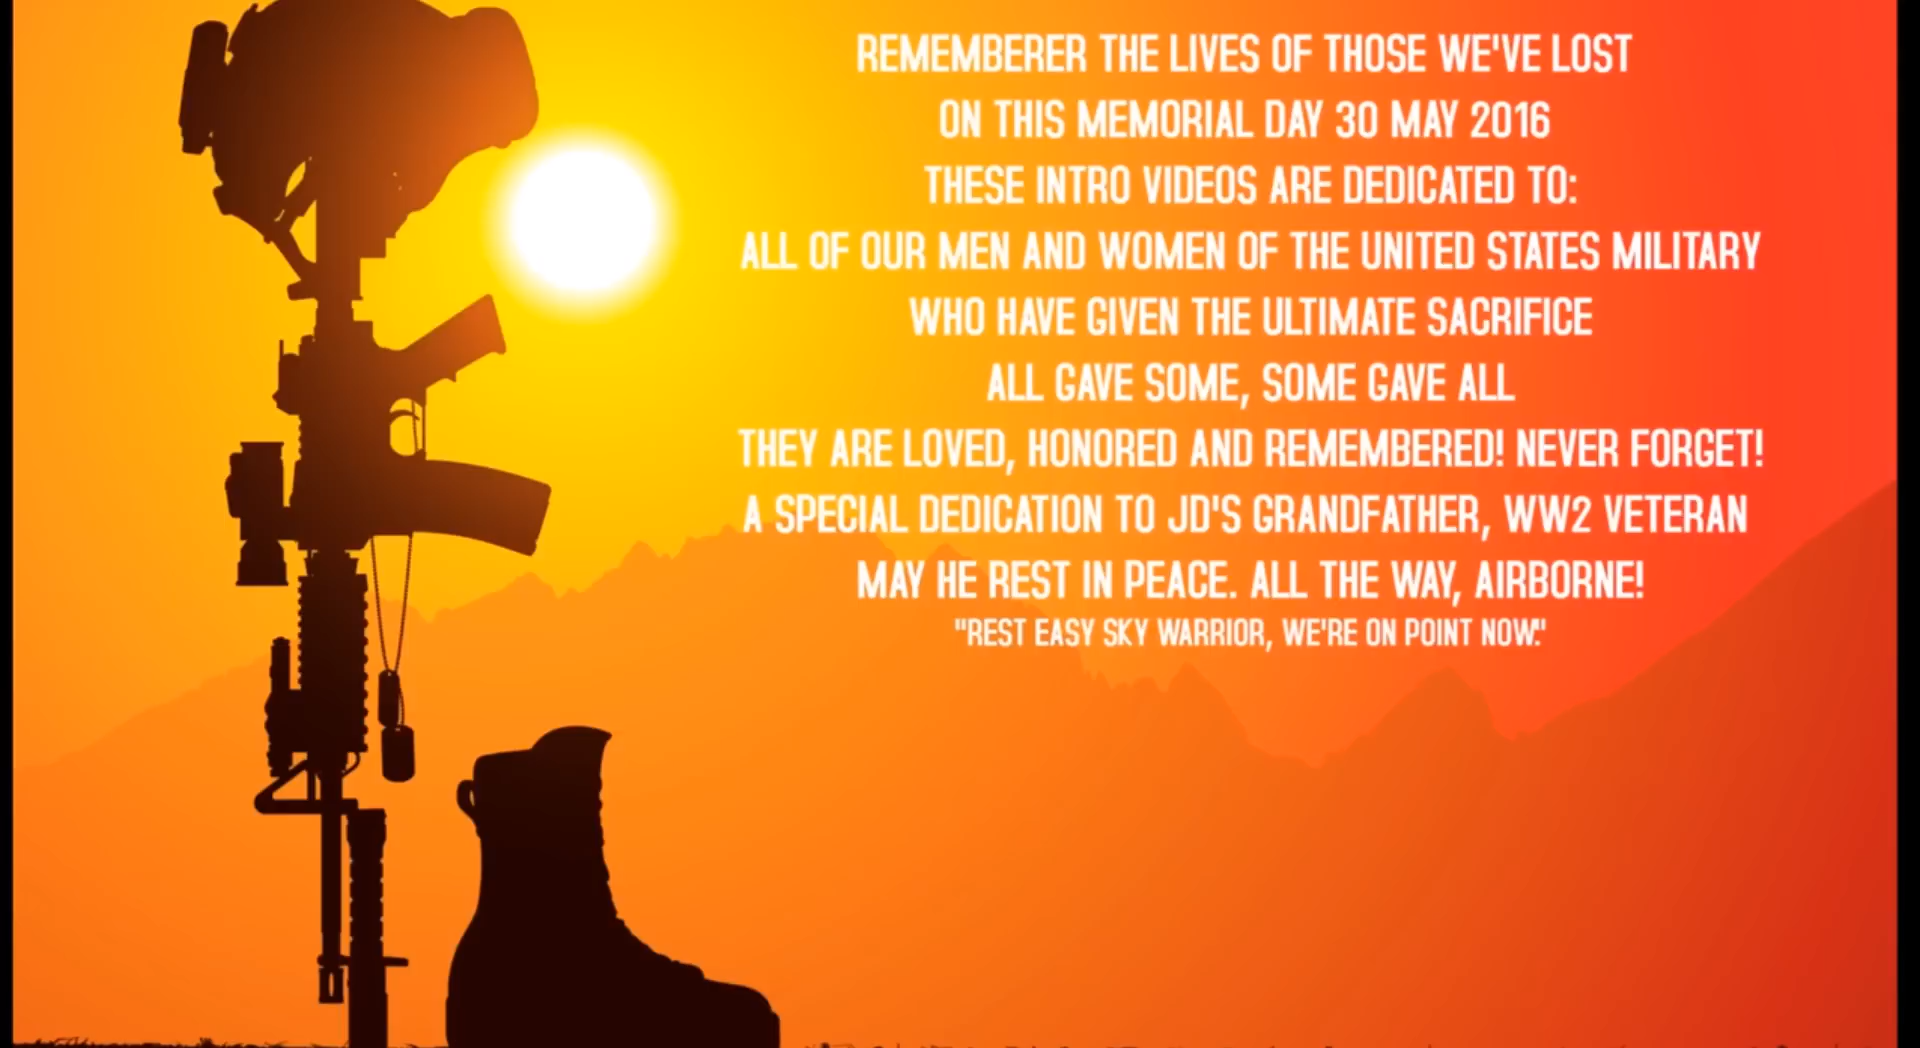 REMEMBERER THE LIVES OF THOSE WE'VE LOST
ON THIS MEMORIAL DAY 30 MAY 2016
THESE INTRO VIDEOS ARE DEDICATED TO:
ALL OF OUR MEN AND WOMEN OF THE UNITED STATES MILITARY
WHO HAVE GIVEN THE ULTIMATE SACRIFICE
ALL GAVE SOME, SOME GAVE ALL
THEY ARE LOVED, HONORED AND REMEMBERED! NEVER FORGET!
A SPECIAL DEDICATION TO JD'S GRANDFATHER, WW2 VETERAN
MAY HE REST IN PEACE. ALL THE WAY, AIRBORNE!
"REST EASY SKY WARRIOR, WE'RE ON POINT NOW."